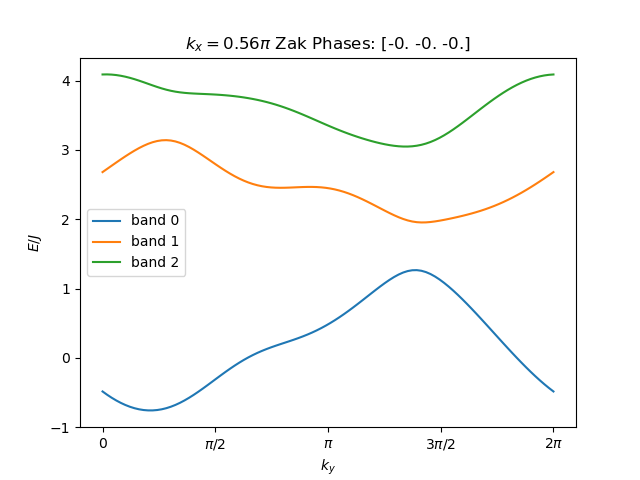 k_x = 0.56π Zak Phases: [-0. -0. -0.]
4
3
2
1
0
−1
E/J
band 0
band 1
band 2
0
π/2
π
3π/2
2π
k_y